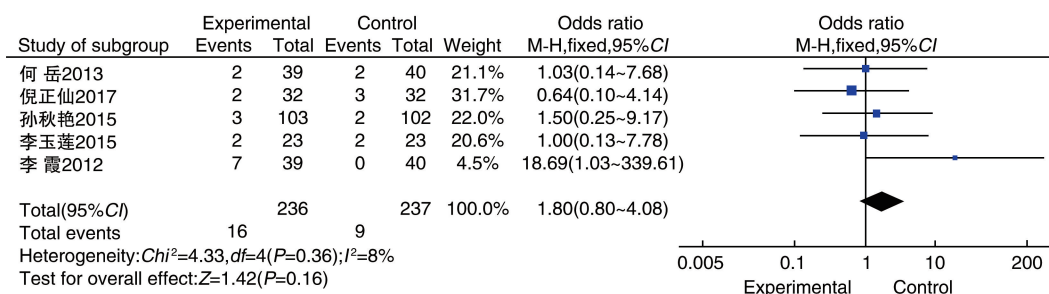 Experimental Control Odds ratio Odds ratio
Study of subgroup Events Total Events Total Weight M-H,fixed,95%CI M-H,fixed,95%CI
何 岳2013 2 39 2 40 21.1% 1.03(0.14~7.68)
倪正仙2017 2 32 3 32 31.7% 0.64(0.10~4.14)
孙秋艳2015 3 103 2 102 22.0% 1.50(0.25~9.17)
李玉莲2015 2 23 2 23 20.6% 1.00(0.13~7.78)
李 霞2012 7 39 0 40 4.5% 18.69(1.03~339.61)
Total(95%CI) 236 237 100.0% 1.80(0.80~4.08)
Total events 16 9
Heterogeneity:Chi²=4.33,df=4(P=0.36);I²=8%
Test for overall effect:Z=1.42(P=0.16)
0.005 0.1 1 10 200
Experimental Control